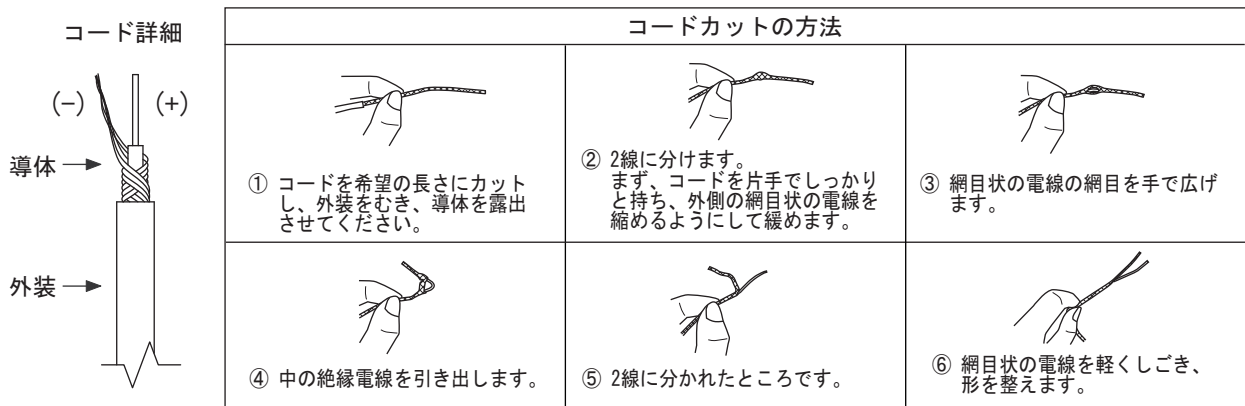 コード詳細
(−)
(+)
導体
外装
コードカットの方法
① コードを希望の長さにカット
し、外装をむき、導体を露出
させてください。
② 2線に分けます。
まず、コードを片手でしっかり
と持ち、外側の網目状の電線を
縮めるようにして緩めます。
③ 網目状の電線の網目を手で広げ
ます。
④ 中の絶縁電線を引き出します。
⑤ 2線に分かれたところです。
⑥ 網目状の電線を軽くしごき、
形を整えます。